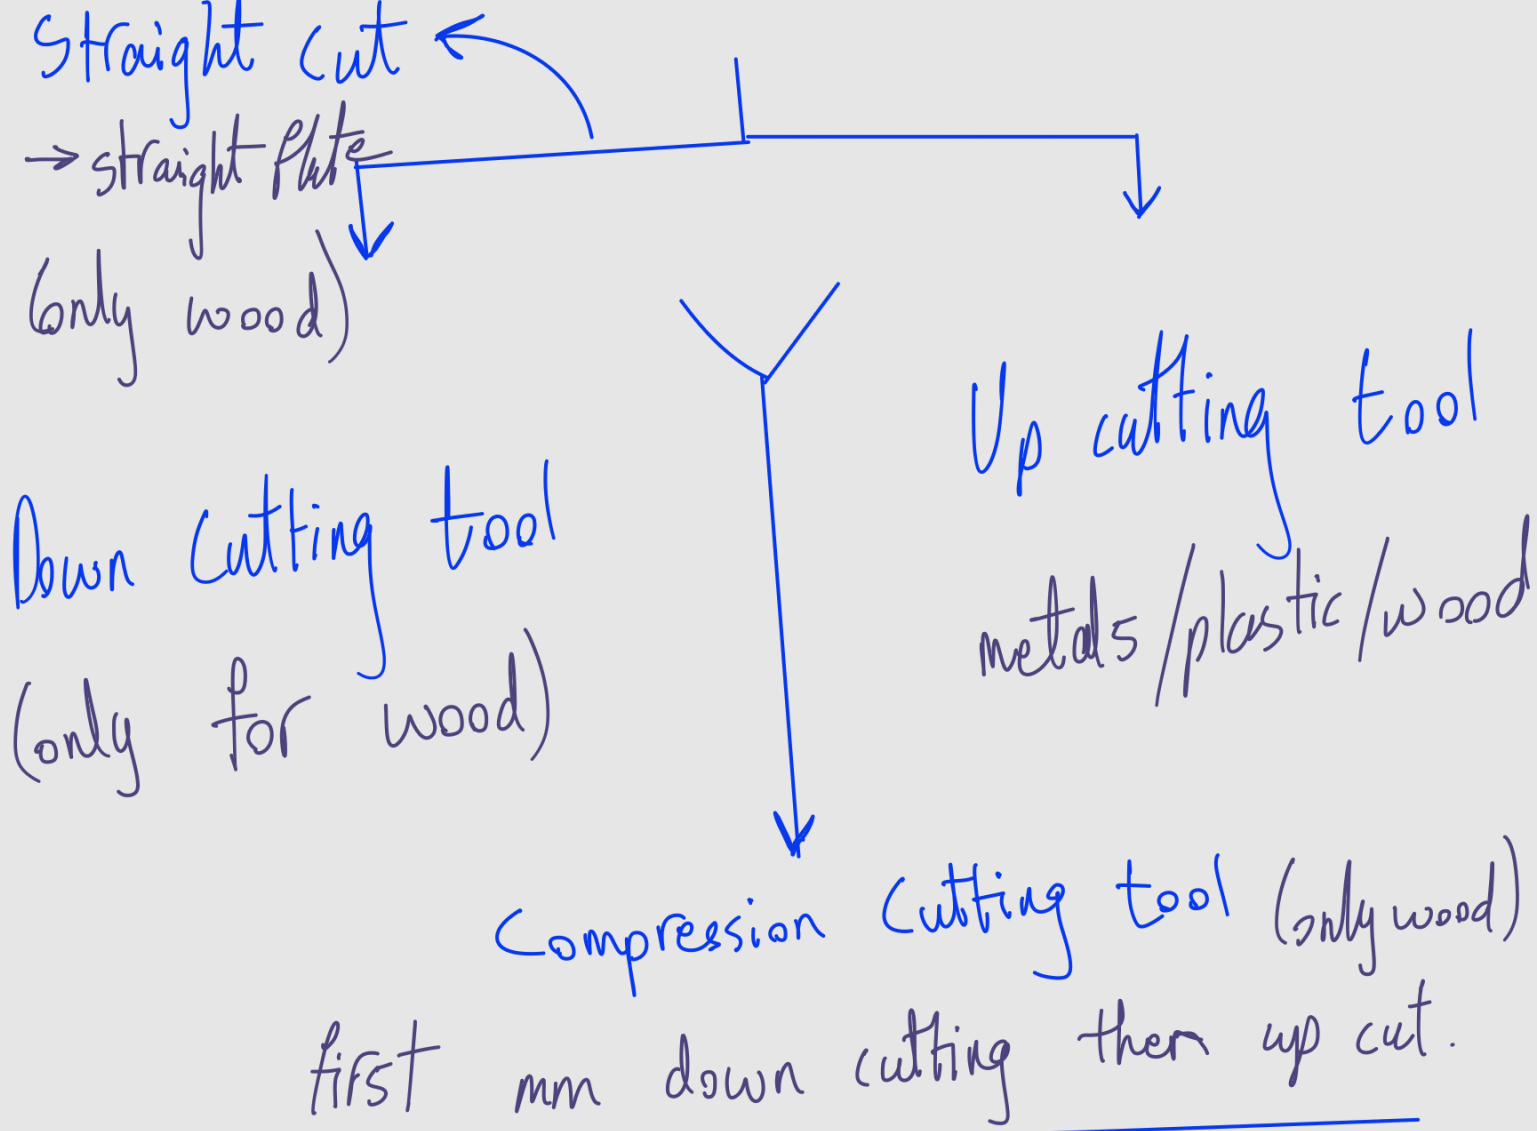 Straight cut
→ straight plate
(only wood)
Up cutting tool
Down cutting tool
metals/plastic/wood
(only for wood)
Compression cutting tool (only wood)
first mm down cutting then up cut.